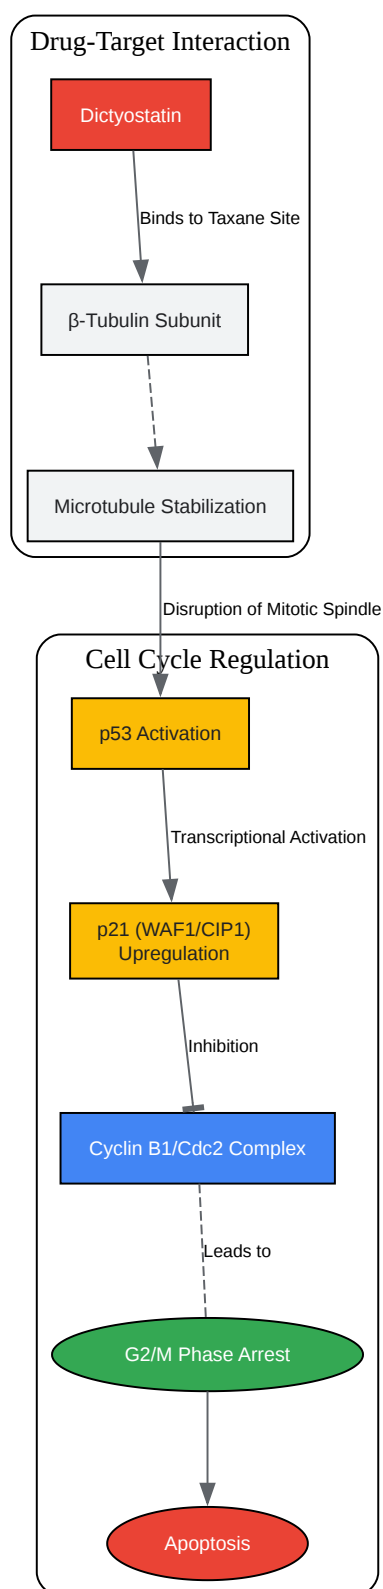 Drug-Target Interaction
Dictyostatin
Binds to Taxane Site
β-Tubulin Subunit
Microtubule Stabilization
Disruption of Mitotic Spindle
Cell Cycle Regulation
p53 Activation
Transcriptional Activation
p21 (WAF1/CIP1)
Upregulation
Inhibition
Cyclin B1/Cdc2 Complex
Leads to
G2/M Phase Arrest
Apoptosis